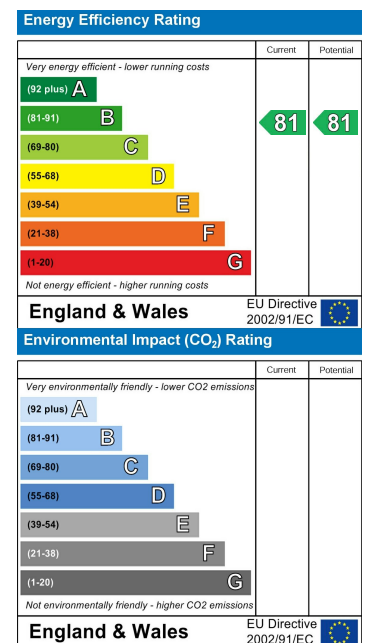 Energy Efficiency Rating
Current Potential
Very energy efficient - lower running costs
(92 plus) A
(81-91) B 81 81
(69-80) C
(55-68) D
(39-54) E
(21-38) F
(1-20) G
Not energy efficient - higher running costs
England & Wales EU Directive
2002/91/EC
Environmental Impact (CO₂) Rating
Current Potential
Very environmentally friendly - lower CO2 emissions
(92 plus) A
(81-91) B
(69-80) C
(55-68) D
(39-54) E
(21-38) F
(1-20) G
Not environmentally friendly - higher CO2 emissions
England & Wales EU Directive
2002/91/EC